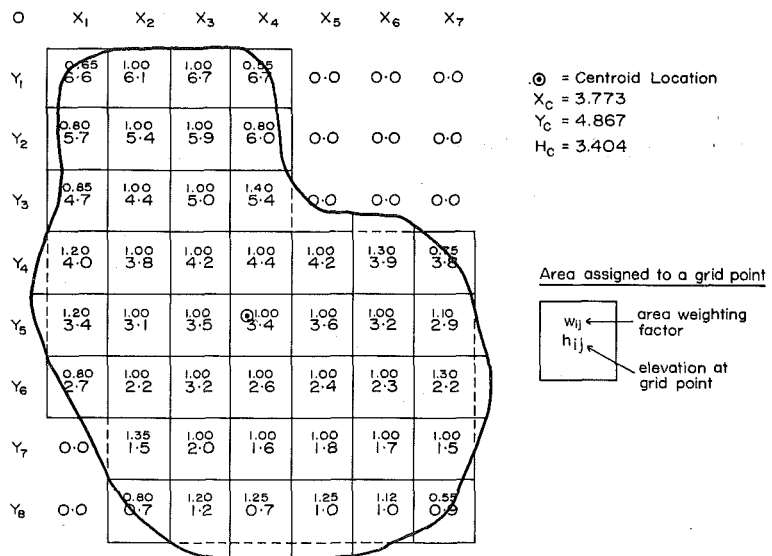 O X1 X2 X3 X4 X5 X6 X7
Y1 0.65 1.00 1.00 0.55
6.6 6.1 6.7 6.7 0.0 0.0 0.0
Y2 0.80 1.00 1.00 0.80
5.7 5.4 5.9 6.0 0.0 0.0 0.0
Y3 0.85 1.00 1.00 1.40
4.7 4.4 5.0 5.4 0.0 0.0 0.0
Y4 1.20 1.00 1.00 1.00 1.00 1.30 0.75
4.0 3.8 4.2 4.4 4.2 3.9 3.8
Y5 1.20 1.00 1.00 1.00 1.00 1.00 1.10
3.4 3.1 3.5 3.4 3.6 3.2 2.9
Y6 0.80 1.00 1.00 1.00 1.00 1.00 1.30
2.7 2.2 3.2 2.6 2.4 2.3 2.2
Y7 1.35 1.00 1.00 1.00 1.00 1.00
0.0 1.5 2.0 1.6 1.8 1.7 1.5
Y8 0.80 1.20 1.25 1.25 1.12 0.55
0.0 0.7 1.2 0.7 1.0 1.0 0.9
= Centroid Location
XC = 3.773
YC = 4.867
HC = 3.404
Area assigned to a grid point
wij
hij
area weighting
factor
elevation at
grid point